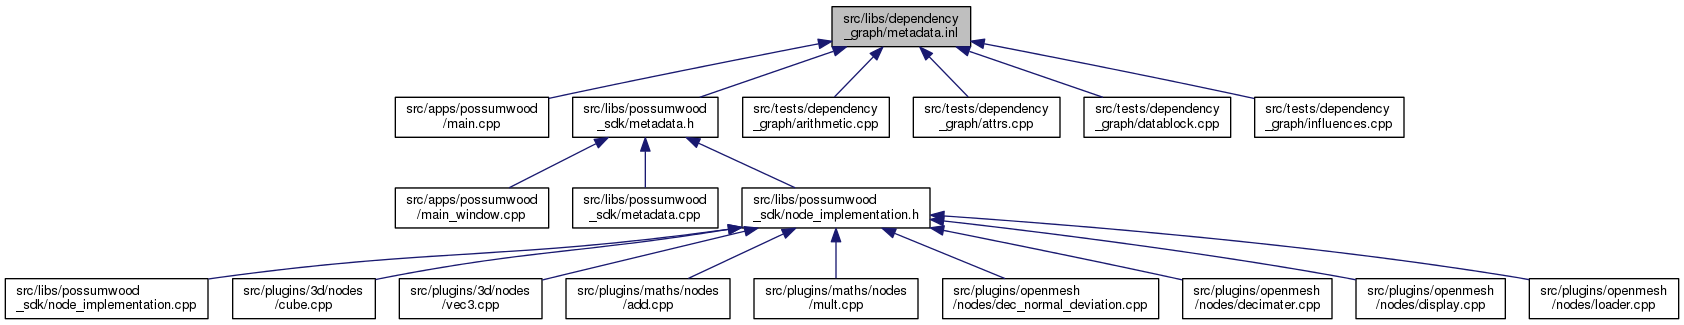 src/libs/dependency
_graph/metadata.inl
src/apps/possumwood
/main.cpp
src/libs/possumwood
_sdk/metadata.h
src/tests/dependency
_graph/arithmetic.cpp
src/tests/dependency
_graph/attrs.cpp
src/tests/dependency
_graph/datablock.cpp
src/tests/dependency
_graph/influences.cpp
src/apps/possumwood
/main_window.cpp
src/libs/possumwood
_sdk/metadata.cpp
src/libs/possumwood
_sdk/node_implementation.h
src/libs/possumwood
_sdk/node_implementation.cpp
src/plugins/3d/nodes
/cube.cpp
src/plugins/3d/nodes
/vec3.cpp
src/plugins/maths/nodes
/add.cpp
src/plugins/maths/nodes
/mult.cpp
src/plugins/openmesh
/nodes/dec_normal_deviation.cpp
src/plugins/openmesh
/nodes/decimater.cpp
src/plugins/openmesh
/nodes/display.cpp
src/plugins/openmesh
/nodes/loader.cpp